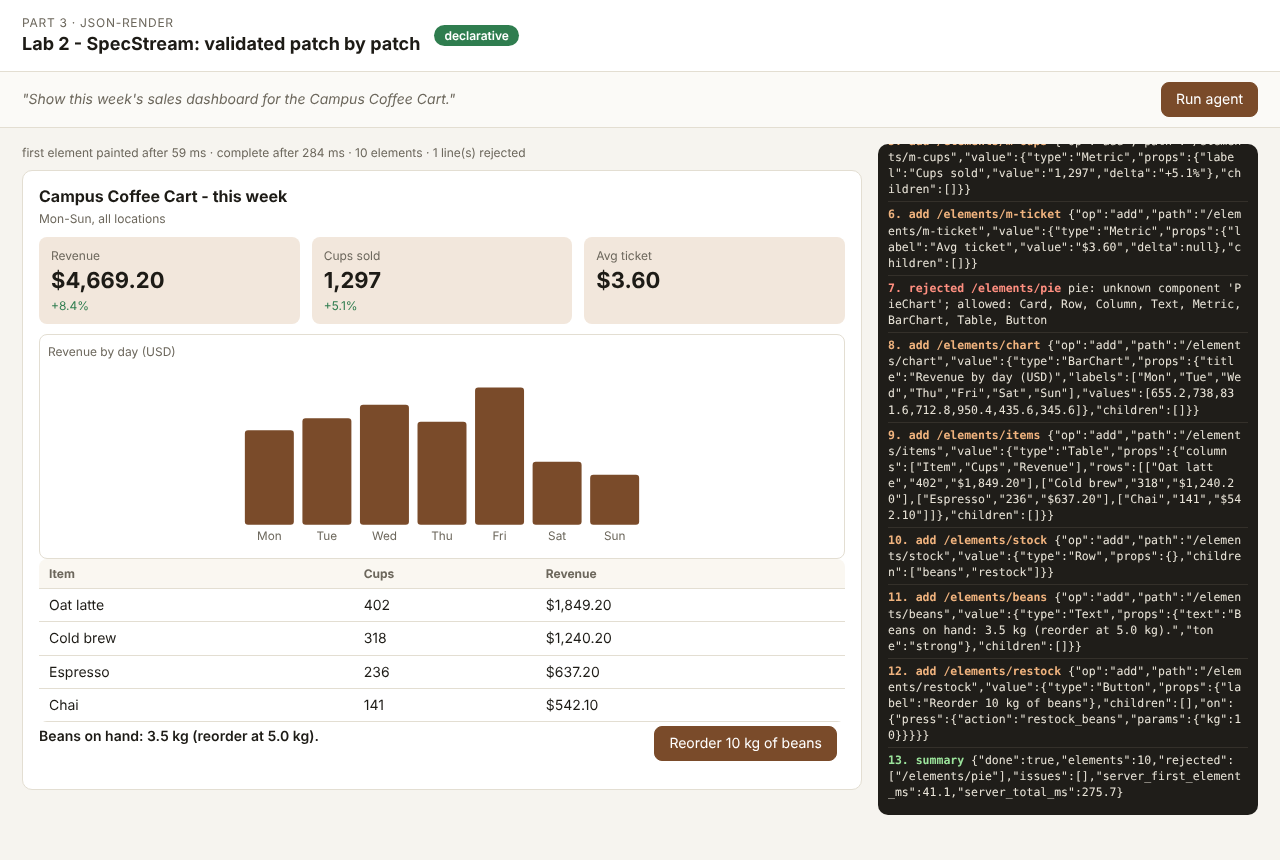 PART 3 · JSON-RENDER
Lab 2 - SpecStream: validated patch by patch
declarative
"Show this week's sales dashboard for the Campus Coffee Cart."
Run agent
first element painted after 59 ms · complete after 284 ms · 10 elements · 1 line(s) rejected
Campus Coffee Cart - this week
Mon-Sun, all locations
Revenue
$4,669.20
+8.4%
Cups sold
1,297
+5.1%
Avg ticket
$3.60
Revenue by day (USD)
Mon Tue Wed Thu Fri Sat Sun
Item Cups Revenue
Oat latte 402 $1,849.20
Cold brew 318 $1,240.20
Espresso 236 $637.20
Chai 141 $542.10
Beans on hand: 3.5 kg (reorder at 5.0 kg).
Reorder 10 kg of beans
ts/m-cups","value":{"type":"Metric","props":{"labe
l":"Cups sold","value":"1,297","delta":"+5.1%"},"ch
ildren":[]}}
6. add /elements/m-ticket {"op":"add","path":"/elem
ents/m-ticket","value":{"type":"Metric","props":{"l
abel":"Avg ticket","value":"$3.60","delta":null},"c
hildren":[]}}
7. rejected /elements/pie pie: unknown component 'P
ieChart'; allowed: Card, Row, Column, Text, Metric,
BarChart, Table, Button
8. add /elements/chart {"op":"add","path":"/element
s/chart","value":{"type":"BarChart","props":{"titl
e":"Revenue by day (USD)","labels":["Mon","Tue","We
d","Thu","Fri","Sat","Sun"],"values":[655.2,738,83
1.6,712.8,950.4,435.6,345.6]},"children":[]}}
9. add /elements/items {"op":"add","path":"/element
s/items","value":{"type":"Table","props":{"column
s":["Item","Cups","Revenue"],"rows":[["Oat latt
e","402","$1,849.20"],["Cold brew","318","$1,240.2
0"],["Espresso","236","$637.20"],["Chai","141","$54
2.10"]]},"children":[]}}
10. add /elements/stock {"op":"add","path":"/elemen
ts/stock","value":{"type":"Row","props":{},"childre
n":["beans","restock"]}}
11. add /elements/beans {"op":"add","path":"/elemen
ts/beans","value":{"type":"Text","props":{"text":"B
eans on hand: 3.5 kg (reorder at 5.0 kg).","ton
e":"strong"},"children":[]}}
12. add /elements/restock {"op":"add","path":"/elem
ents/restock","value":{"type":"Button","props":{"la
bel":"Reorder 10 kg of beans"},"children":[],"on":
{"press":{"action":"restock_beans","params":{"kg":1
0}}}}}
13. summary {"done":true,"elements":10,"rejected":
["/elements/pie"],"issues":[],"server_first_element
_ms":41.1,"server_total_ms":275.7}